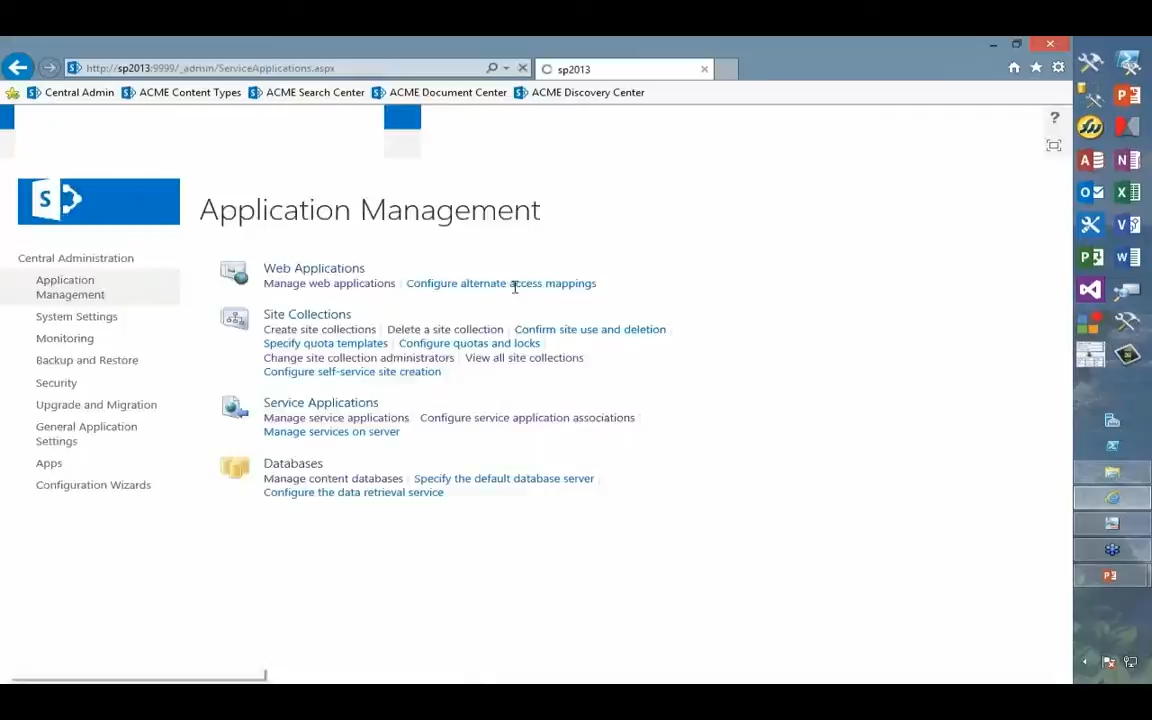 http://sp2013:9999/_admin/ServiceApplications.aspx
sp2013
Central Admin
ACME Content Types
ACME Search Center
ACME Document Center
ACME Discovery Center
?
S
Application Management
Central Administration
Application
Management
System Settings
Monitoring
Backup and Restore
Security
Upgrade and Migration
General Application
Settings
Apps
Configuration Wizards
Web Applications
Manage web applications | Configure alternate access mappings
Site Collections
Create site collections | Delete a site collection | Confirm site use and deletion |
Specify quota templates | Configure quotas and locks |
Change site collection administrators | View all site collections |
Configure self-service site creation
Service Applications
Manage service applications | Configure service application associations |
Manage services on server
Databases
Manage content databases | Specify the default database server |
Configure the data retrieval service